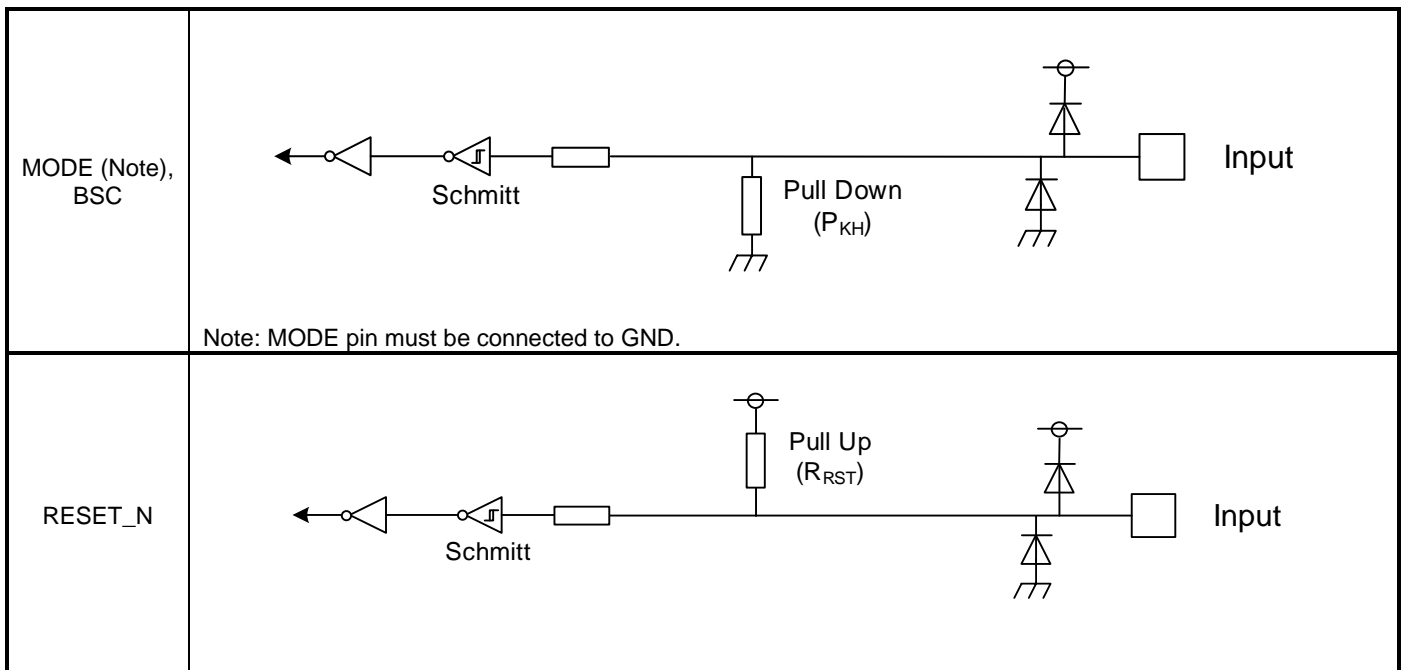 MODE (Note),
BSC
Schmitt
Pull Down
(PKH)
Input
Note: MODE pin must be connected to GND.
RESET_N
Pull Up
(RRST)
Schmitt
Input